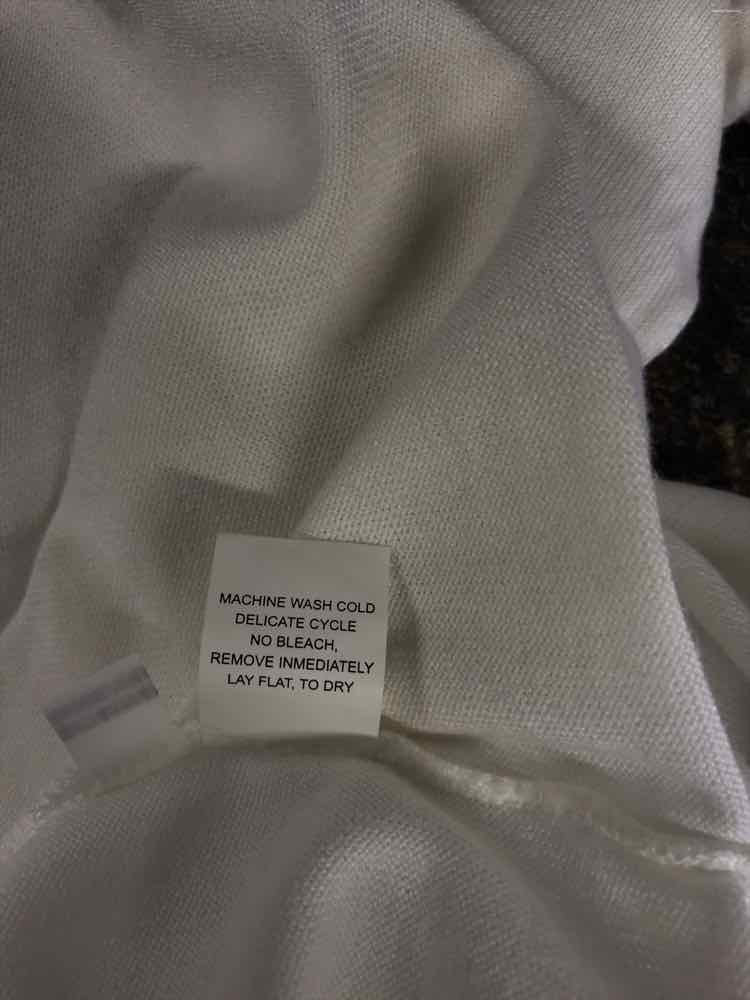 MACHINE WASH COLD
DELICATE CYCLE
NO BLEACH,
REMOVE INMEDIATELY
LAY FLAT, TO DRY